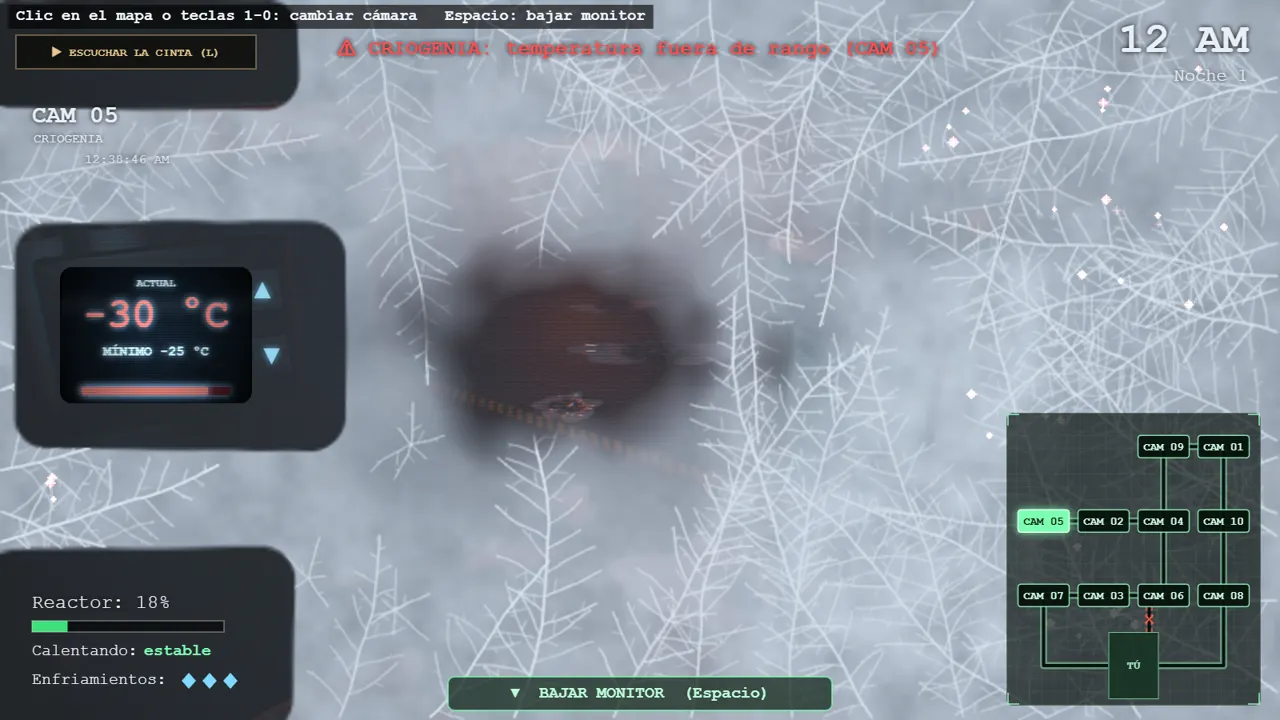 Clic en el mapa o teclas 1-0: cambiar cámara   Espacio: bajar monitor
▶ ESCUCHAR LA CINTA (L)
⚠ CRIOGENIA: temperatura fuera de rango (CAM 05)
12 AM
Noche 1
CAM 05
CRIOGENIA
12:38:46 AM
ACTUAL
-30 °C
MÍNIMO -25 °C
▲
▼
CAM 09
CAM 01
CAM 05
CAM 02
CAM 04
CAM 10
CAM 07
CAM 03
CAM 06
CAM 08
TÚ
Reactor: 18%
Calentando: estable
Enfriamientos:
▼ BAJAR MONITOR (Espacio)